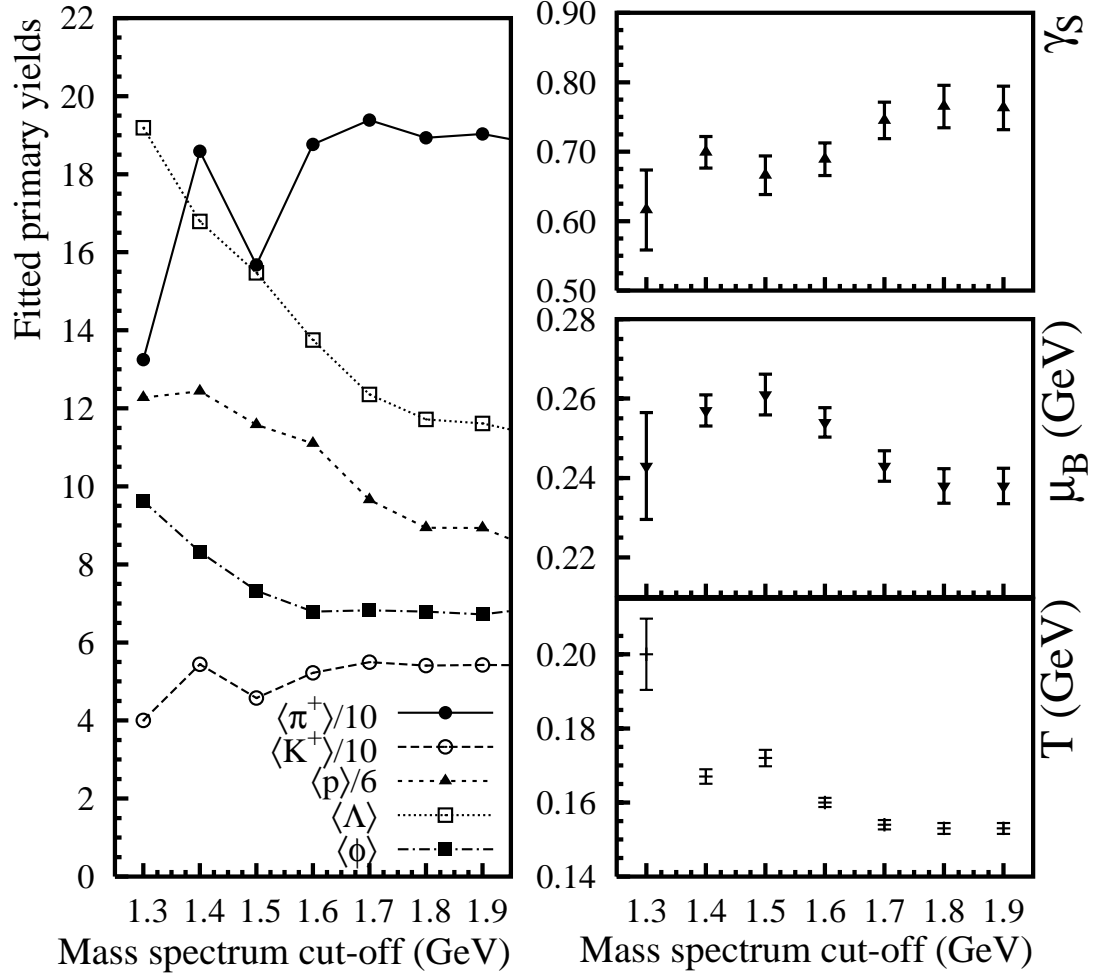 Fitted primary yields
22
20
18
16
14
12
10
8
6
4
2
0
⟨π⁺⟩/10
⟨K⁺⟩/10
⟨p⟩/6
⟨Λ⟩
⟨ϕ⟩
1.3 1.4 1.5 1.6 1.7 1.8 1.9
Mass spectrum cut-off (GeV)
0.90
0.80
0.70
0.60
0.50
γS
0.28
0.26
0.24
0.22
μB (GeV)
0.20
0.18
0.16
0.14
T (GeV)
1.3 1.4 1.5 1.6 1.7 1.8 1.9
Mass spectrum cut-off (GeV)